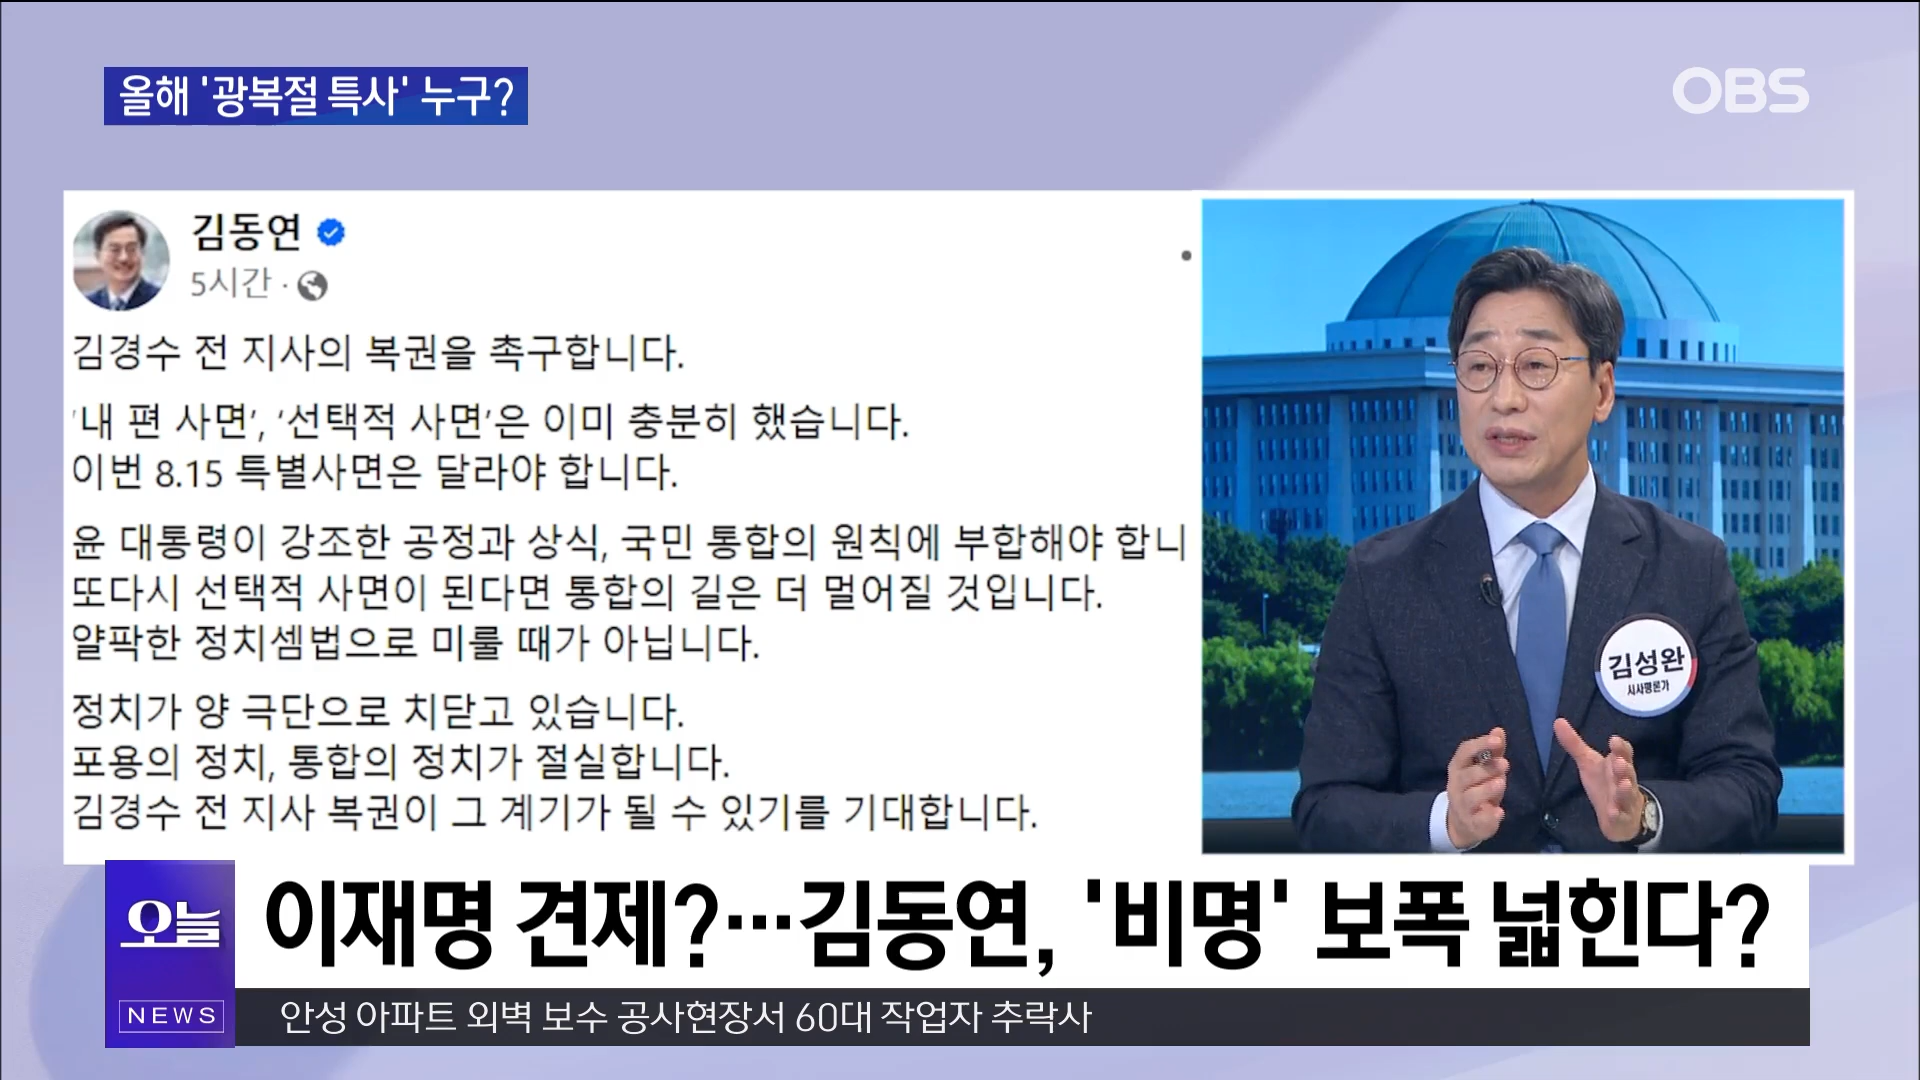 올해 '광복절 특사' 누구?
OBS
김동연
5시간 ·
김경수 전 지사의 복권을 촉구합니다.
'내 편 사면', '선택적 사면'은 이미 충분히 했습니다.
이번 8.15 특별사면은 달라야 합니다.
윤 대통령이 강조한 공정과 상식, 국민 통합의 원칙에 부합해야 합니
또다시 선택적 사면이 된다면 통합의 길은 더 멀어질 것입니다.
얄팍한 정치셈법으로 미룰 때가 아닙니다.
정치가 양 극단으로 치닫고 있습니다.
포용의 정치, 통합의 정치가 절실합니다.
김경수 전 지사 복권이 그 계기가 될 수 있기를 기대합니다.
김성완
시사평론가
오늘
이재명 견제?…김동연, '비명' 보폭 넓힌다?
NEWS
안성 아파트 외벽 보수 공사현장서 60대 작업자 추락사